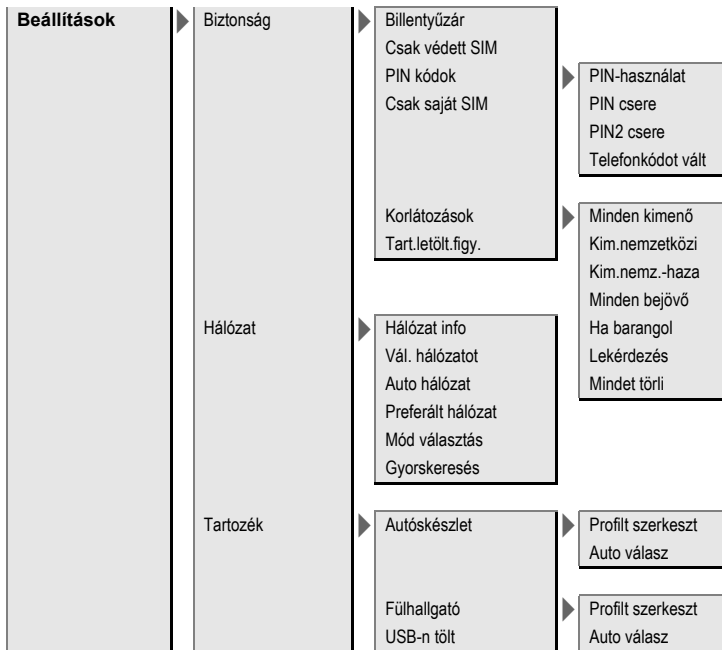 Beállítások
Biztonság
Billentyűzár
Csak védett SIM
PIN kódok
PIN-használat
PIN csere
PIN2 csere
Telefonkódot vált
Csak saját SIM
Korlátozások
Minden kimenő
Kim.nemzetközi
Kim.nemz.-haza
Minden bejövő
Ha barangol
Lekérdezés
Mindet törli
Tart.letölt.figy.
Hálózat
Hálózat info
Vál. hálózatot
Auto hálózat
Preferált hálózat
Mód választás
Gyorskeresés
Tartozék
Autóskészlet
Profilt szerkeszt
Auto válasz
Fülhallgató
Profilt szerkeszt
Auto válasz
USB-n tölt